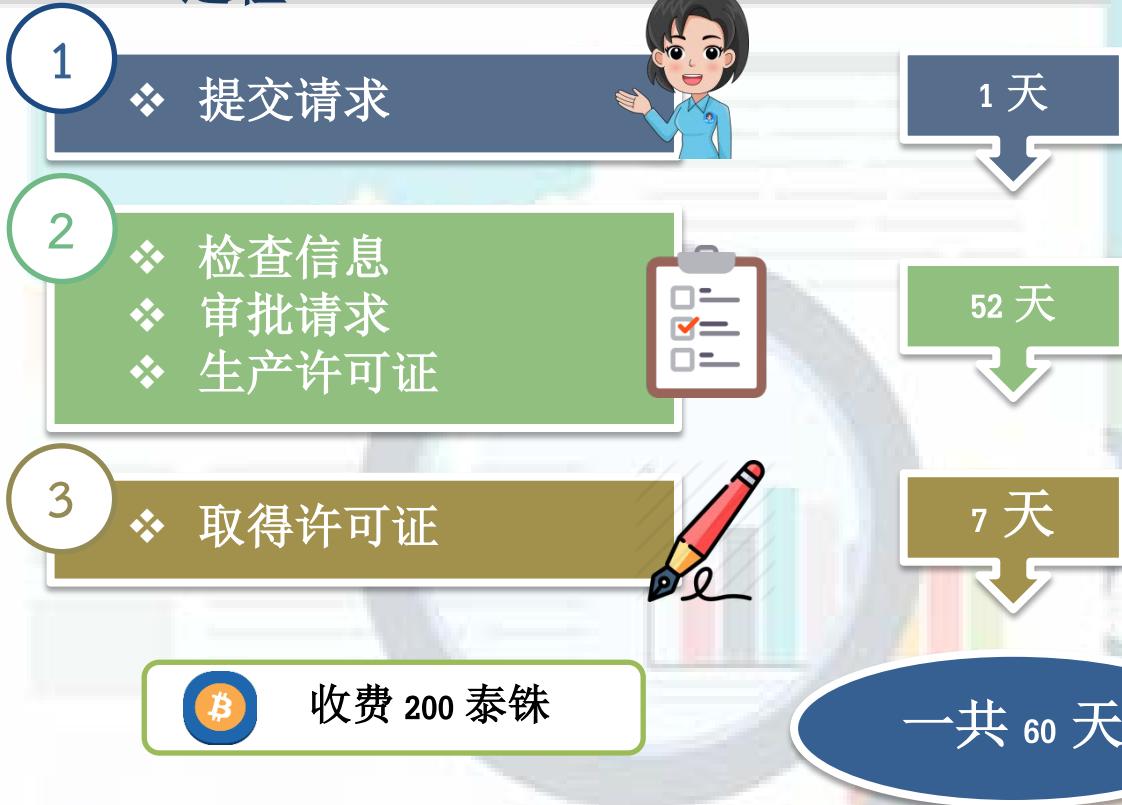 1
❖ 提交请求
1 天
2
❖ 检查信息
❖ 审批请求
❖ 生产许可证
52 天
3
❖ 取得许可证
7 天
收费 200 泰铢
一共 60 天